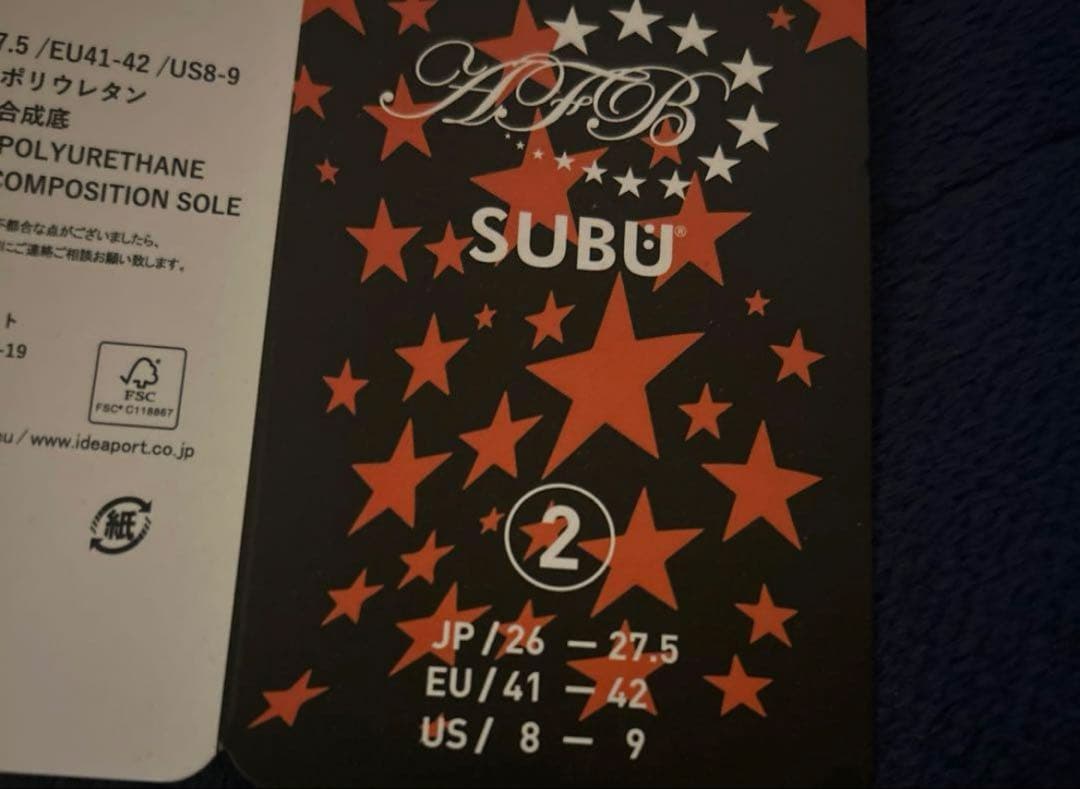 7.5 /EU41-42 /US8-9
ポリウレタン
合成底
POLYURETHANE
COMPOSITION SOLE
不都合な点がございましたら、
にご連絡ご相談お願い致します。
ト
-19
FSC
FSC® C118867
eu / www.ideaport.co.jp
紙
AFB
SUBU®
2
JP / 26 — 27.5
EU / 41 — 42
US / 8 — 9